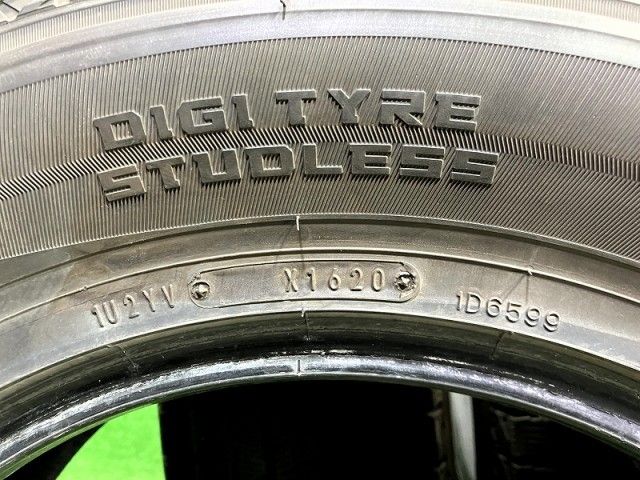 DIGI TYRE
STUDLESS
1U2YV X1620 1D6599